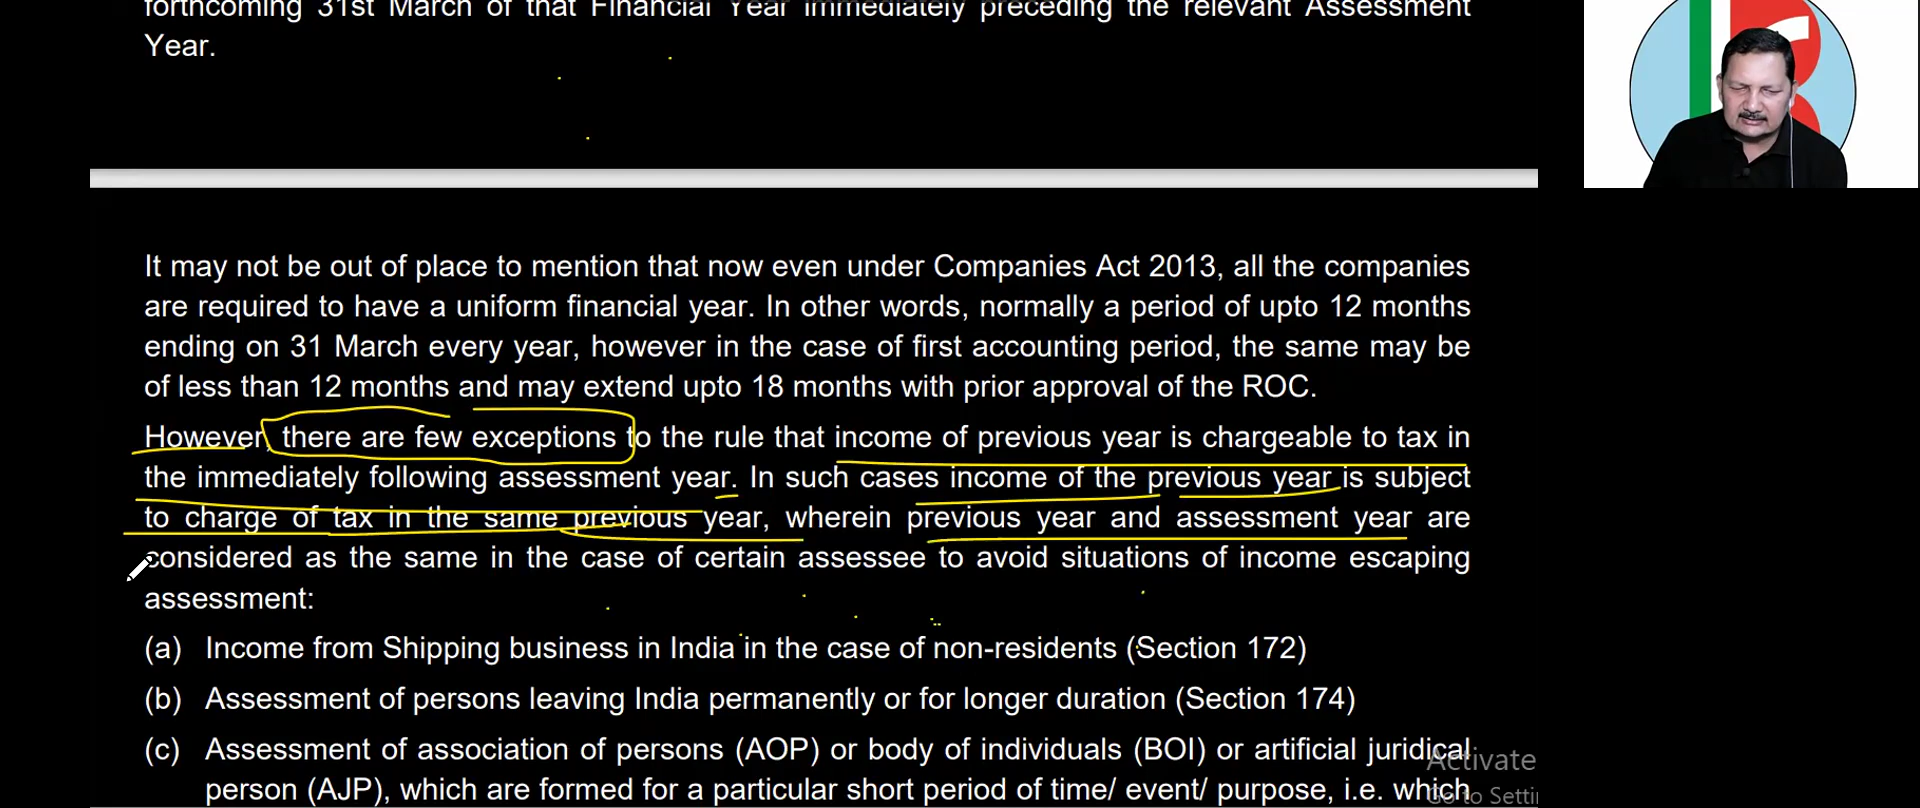 forthcoming 31st March of that Financial Year immediately preceding the relevant Assessment
Year.
It may not be out of place to mention that now even under Companies Act 2013, all the companies
are required to have a uniform financial year. In other words, normally a period of upto 12 months
ending on 31 March every year, however in the case of first accounting period, the same may be
of less than 12 months and may extend upto 18 months with prior approval of the ROC.
However, there are few exceptions to the rule that income of previous year is chargeable to tax in
the immediately following assessment year. In such cases income of the previous year is subject
to charge of tax in the same previous year, wherein previous year and assessment year are
considered as the same in the case of certain assessee to avoid situations of income escaping
assessment:
(a) Income from Shipping business in India in the case of non-residents (Section 172)
(b) Assessment of persons leaving India permanently or for longer duration (Section 174)
(c) Assessment of association of persons (AOP) or body of individuals (BOI) or artificial juridical
person (AJP), which are formed for a particular short period of time/ event/ purpose, i.e. which
Activate
Go to Setti